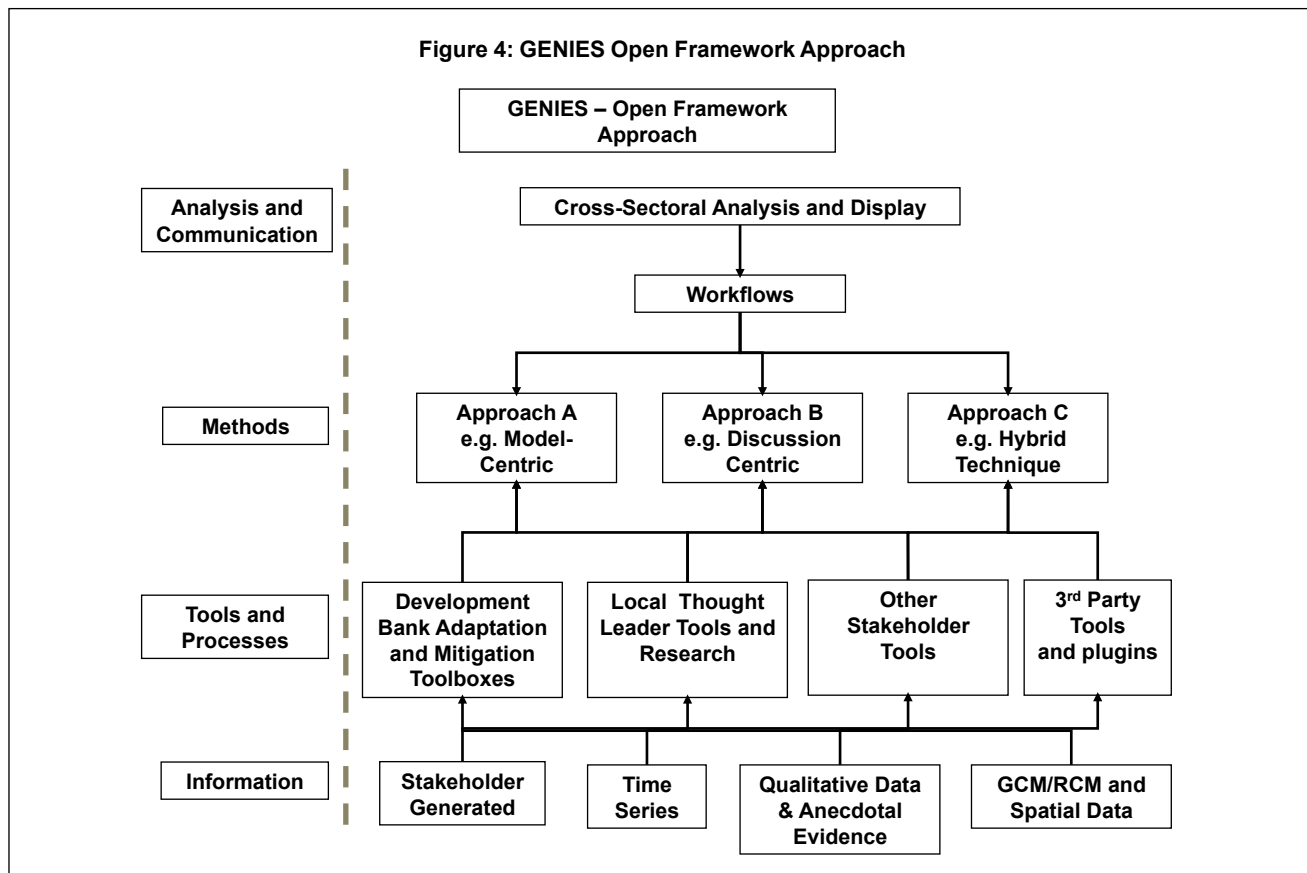 Figure 4: GENIES Open Framework Approach
GENIES – Open Framework
Approach
Analysis and
Communication
Cross-Sectoral Analysis and Display
Workflows
Methods
Approach A
e.g. Model-
Centric
Approach B
e.g. Discussion
Centric
Approach C
e.g. Hybrid
Technique
Tools and
Processes
Development
Bank Adaptation
and Mitigation
Toolboxes
Local Thought
Leader Tools and
Research
Other
Stakeholder
Tools
3rd Party
Tools
and plugins
Information
Stakeholder
Generated
Time
Series
Qualitative Data
& Anecdotal
Evidence
GCM/RCM and
Spatial Data